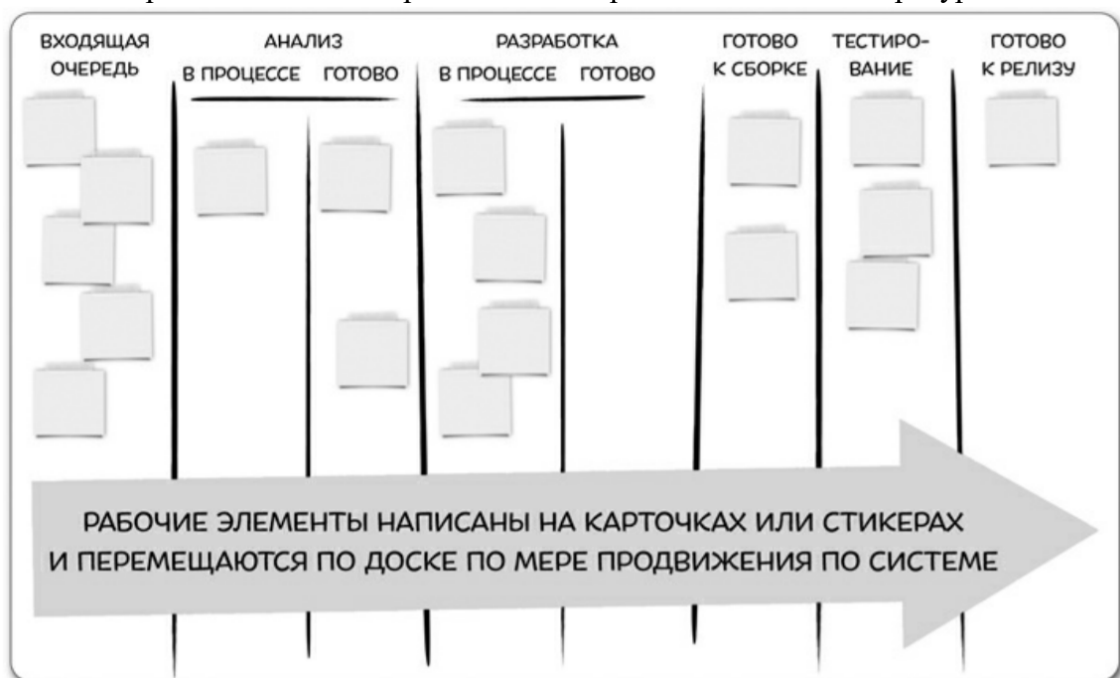 ВХОДЯЩАЯ
ОЧЕРЕДЬ
АНАЛИЗ
В ПРОЦЕССЕ ГОТОВО
РАЗРАБОТКА
В ПРОЦЕССЕ ГОТОВО
ГОТОВО
К СБОРКЕ
ТЕСТИРО-
ВАНИЕ
ГОТОВО
К РЕЛИЗУ
РАБОЧИЕ ЭЛЕМЕНТЫ НАПИСАНЫ НА КАРТОЧКАХ ИЛИ СТИКЕРАХ
И ПЕРЕМЕЩАЮТСЯ ПО ДОСКЕ ПО МЕРЕ ПРОДВИЖЕНИЯ ПО СИСТЕМЕ